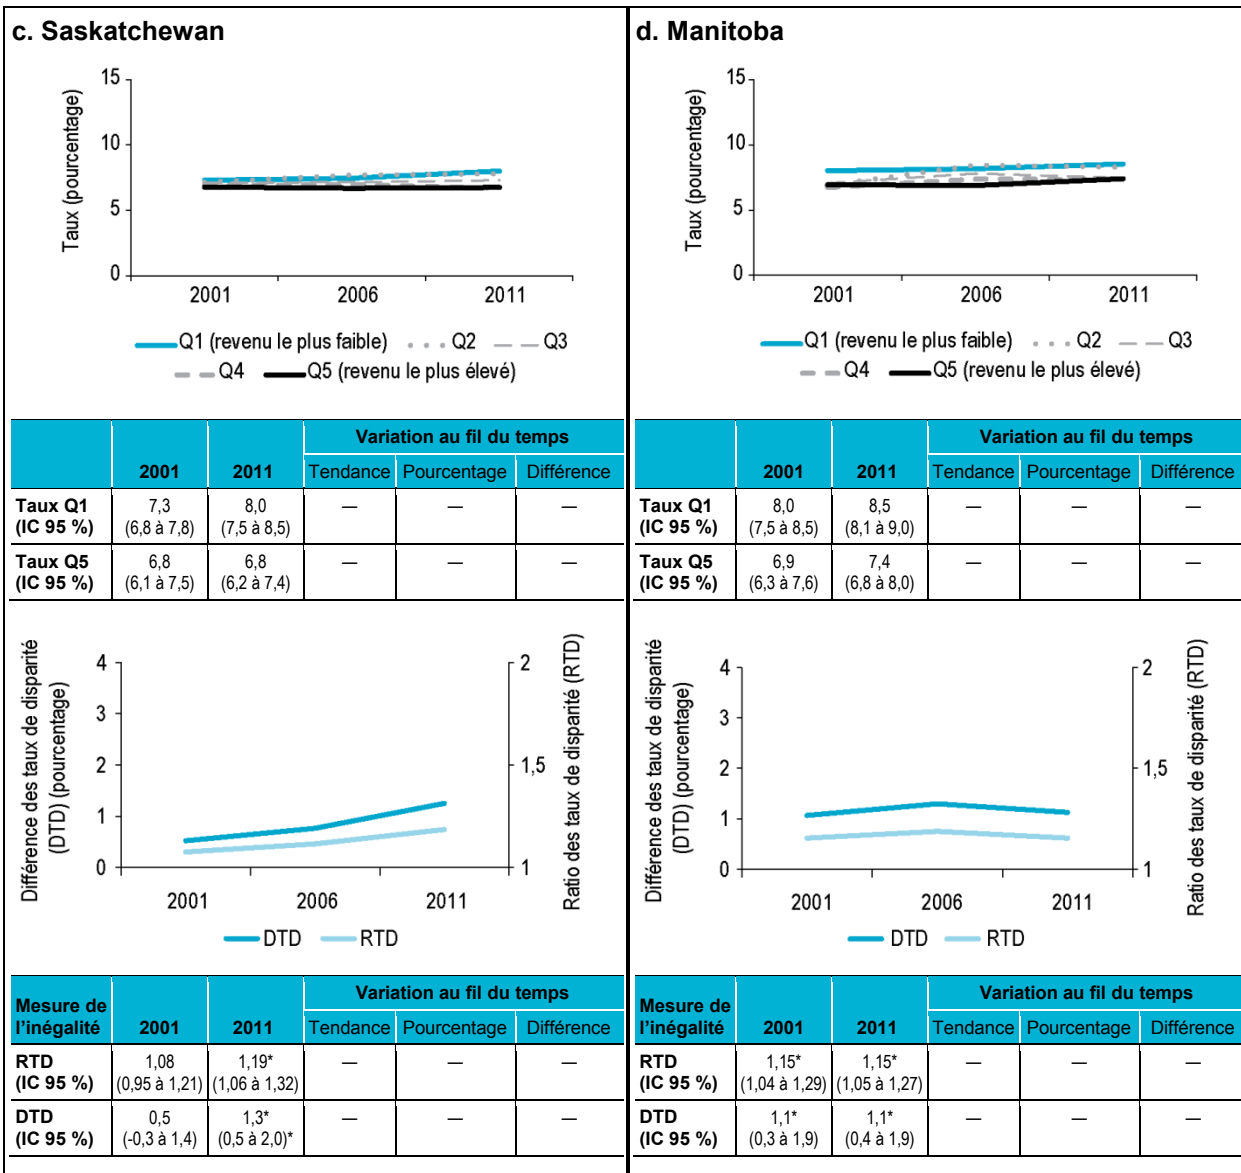 c. Saskatchewan
Taux (pourcentage)
15
10
5
0
2001 2006 2011
Q1 (revenu le plus faible) Q2 Q3
Q4 Q5 (revenu le plus élevé)
Variation au fil du temps
2001 2011 Tendance Pourcentage Différence
Taux Q1 7,3 8,0 — — —
(IC 95 %) (6,8 à 7,8) (7,5 à 8,5)
Taux Q5 6,8 6,8 — — —
(IC 95 %) (6,1 à 7,5) (6,2 à 7,4)
Différence des taux de disparité
(DTD) (pourcentage)
4
3
2
1
0
2
1,5
1
Ratio des taux de disparité (RTD)
2001 2006 2011
DTD RTD
Variation au fil du temps
Mesure de
l'inégalité 2001 2011 Tendance Pourcentage Différence
RTD 1,08 1,19* — — —
(IC 95 %) (0,95 à 1,21) (1,06 à 1,32)
DTD 0,5 1,3* — — —
(IC 95 %) (-0,3 à 1,4) (0,5 à 2,0)*
d. Manitoba
Taux (pourcentage)
15
10
5
0
2001 2006 2011
Q1 (revenu le plus faible) Q2 Q3
Q4 Q5 (revenu le plus élevé)
Variation au fil du temps
2001 2011 Tendance Pourcentage Différence
Taux Q1 8,0 8,5 — — —
(IC 95 %) (7,5 à 8,5) (8,1 à 9,0)
Taux Q5 6,9 7,4 — — —
(IC 95 %) (6,3 à 7,6) (6,8 à 8,0)
Différence des taux de disparité
(DTD) (pourcentage)
4
3
2
1
0
2
1,5
1
Ratio des taux de disparité (RTD)
2001 2006 2011
DTD RTD
Variation au fil du temps
Mesure de
l'inégalité 2001 2011 Tendance Pourcentage Différence
RTD 1,15* 1,15* — — —
(IC 95 %) (1,04 à 1,29) (1,05 à 1,27)
DTD 1,1* 1,1* — — —
(IC 95 %) (0,3 à 1,9) (0,4 à 1,9)